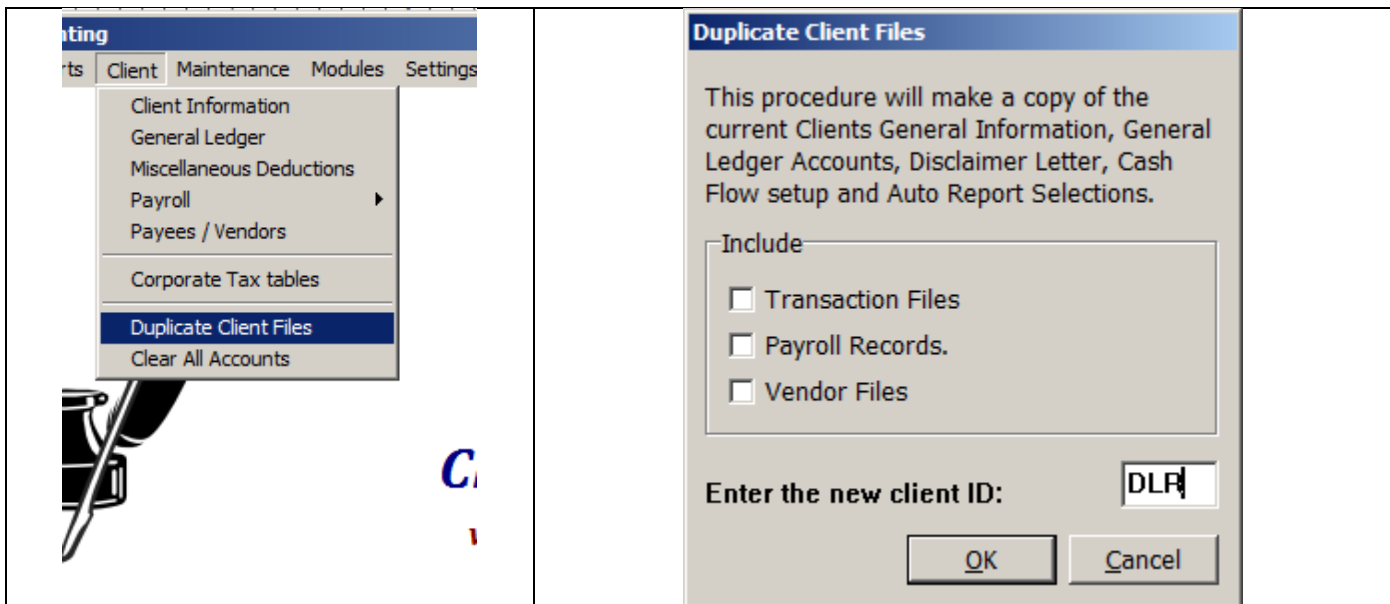 nting
ts Client Maintenance Modules Settings
Client Information
General Ledger
Miscellaneous Deductions
Payroll
Payees / Vendors
Corporate Tax tables
Duplicate Client Files
Clear All Accounts
Duplicate Client Files
This procedure will make a copy of the
current Clients General Information, General
Ledger Accounts, Disclaimer Letter, Cash
Flow setup and Auto Report Selections.
Include
Transaction Files
Payroll Records.
Vendor Files
Enter the new client ID: DLR
OK Cancel